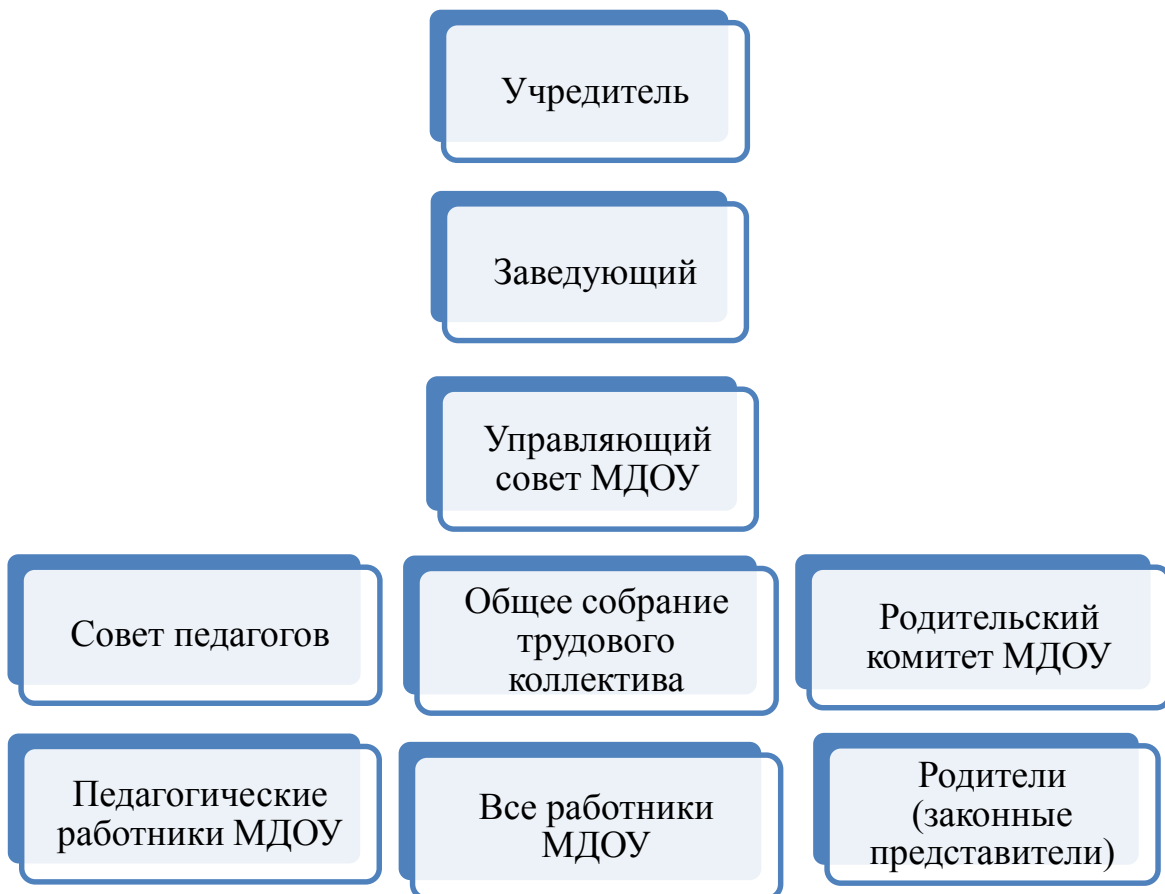 Учредитель
Заведующий
Управляющий
совет МДОУ
Совет педагогов
Общее собрание
трудового
коллектива
Родительский
комитет МДОУ
Педагогические
работники МДОУ
Все работники
МДОУ
Родители
(законные
представители)